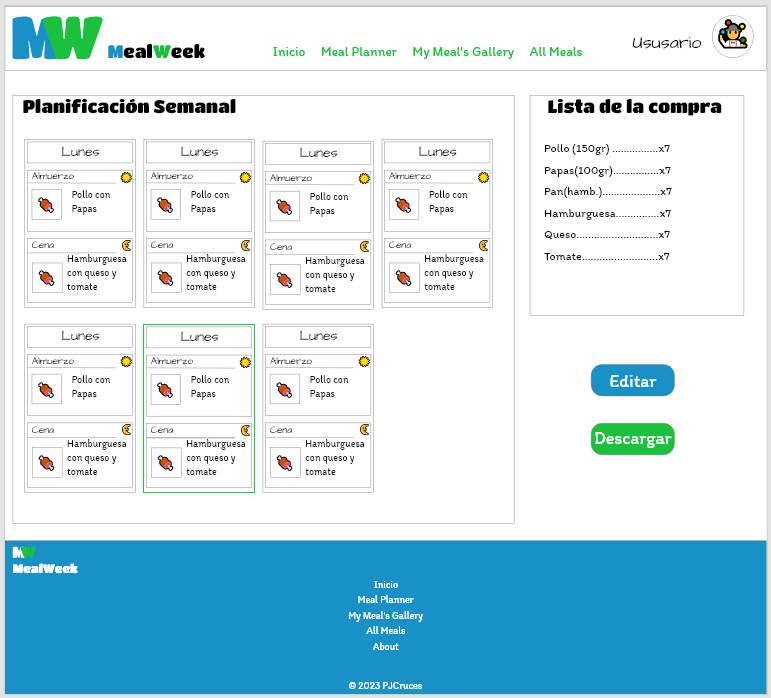 MW MealWeek
Inicio Meal Planner My Meal's Gallery All Meals
Ususario
Planificación Semanal
Lunes
Almuerzo
Pollo con
Papas
Cena
Hamburguesa
con queso y
tomate
Lunes
Almuerzo
Pollo con
Papas
Cena
Hamburguesa
con queso y
tomate
Lunes
Almuerzo
Pollo con
Papas
Cena
Hamburguesa
con queso y
tomate
Lunes
Almuerzo
Pollo con
Papas
Cena
Hamburguesa
con queso y
tomate
Lunes
Almuerzo
Pollo con
Papas
Cena
Hamburguesa
con queso y
tomate
Lunes
Almuerzo
Pollo con
Papas
Cena
Hamburguesa
con queso y
tomate
Lunes
Almuerzo
Pollo con
Papas
Cena
Hamburguesa
con queso y
tomate
Lista de la compra
Pollo (150gr) ................x7
Papas(100gr)................x7
Pan(hamb.)....................x7
Hamburguesa...............x7
Queso............................x7
Tomate..........................x7
Editar
Descargar
MW
MealWeek
Inicio
Meal Planner
My Meal's Gallery
All Meals
About
© 2023 PJCruces